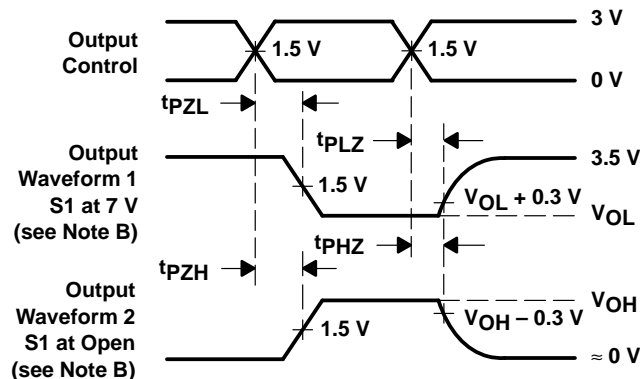 3 V
Output
Control
1.5 V
1.5 V
0 V
tPZL
tPLZ
Output
Waveform 1
S1 at 7 V
(see Note B)
3.5 V
1.5 V
VOL + 0.3 V
VOL
tPHZ
tPZH
Output
Waveform 2
S1 at Open
(see Note B)
VOH
VOH – 0.3 V
1.5 V
≈ 0 V